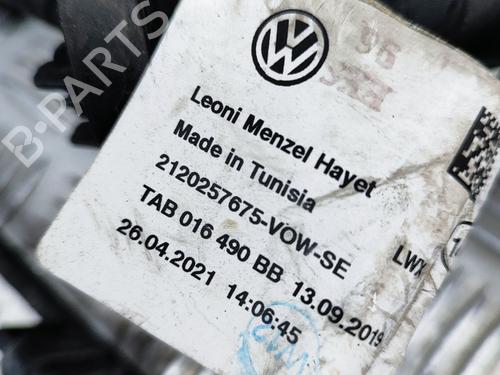 B-PARTS
Leoni Menzel Hayet
Made in Tunisia
2120257675-VOW-SE
TAB 016 490 BB 13.09.2019
26.04.2021 14:06:45
LWX